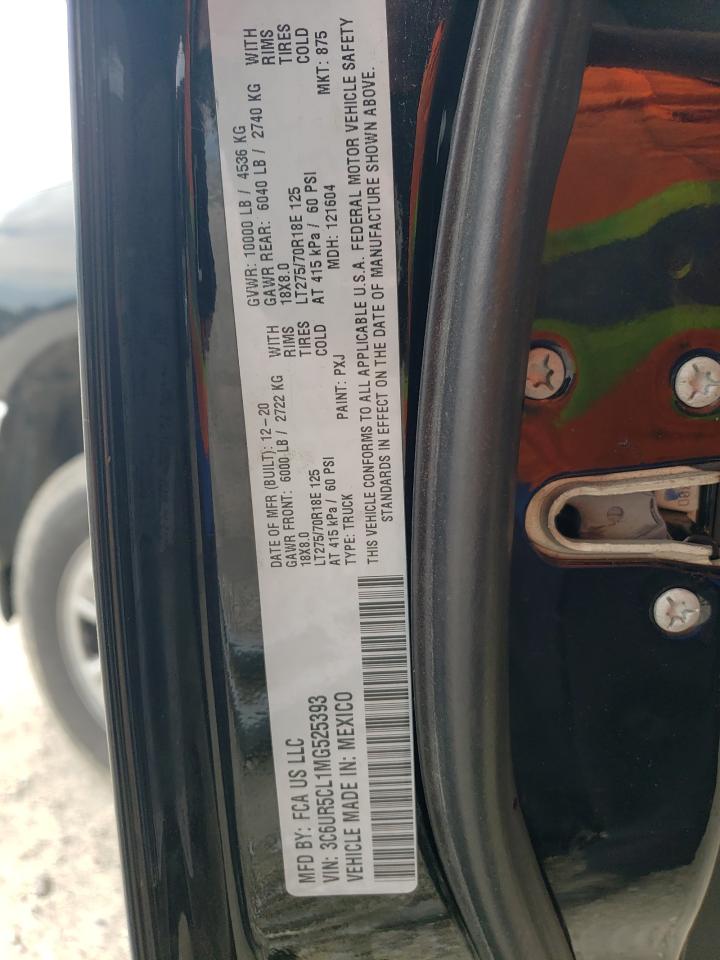 MFD BY: FCA US LLC
VIN: 3C6UR5CL1MG525393
VEHICLE MADE IN: MEXICO
DATE OF MFR (BUILT): 12-20
GVWR: 10000 LB / 4536 KG
GAWR FRONT: 6000 LB / 2722 KG WITH
GAWR REAR: 6040 LB / 2740 KG WITH
18X8.0 RIMS
18X8.0 RIMS
LT275/70R18E 125 TIRES
LT275/70R18E 125 TIRES
AT 415 kPa / 60 PSI COLD
AT 415 kPa / 60 PSI COLD
TYPE: TRUCK PAINT: PXJ MDH: 121604 MKT: 875
THIS VEHICLE CONFORMS TO ALL APPLICABLE U.S.A. FEDERAL MOTOR VEHICLE SAFETY
STANDARDS IN EFFECT ON THE DATE OF MANUFACTURE SHOWN ABOVE.